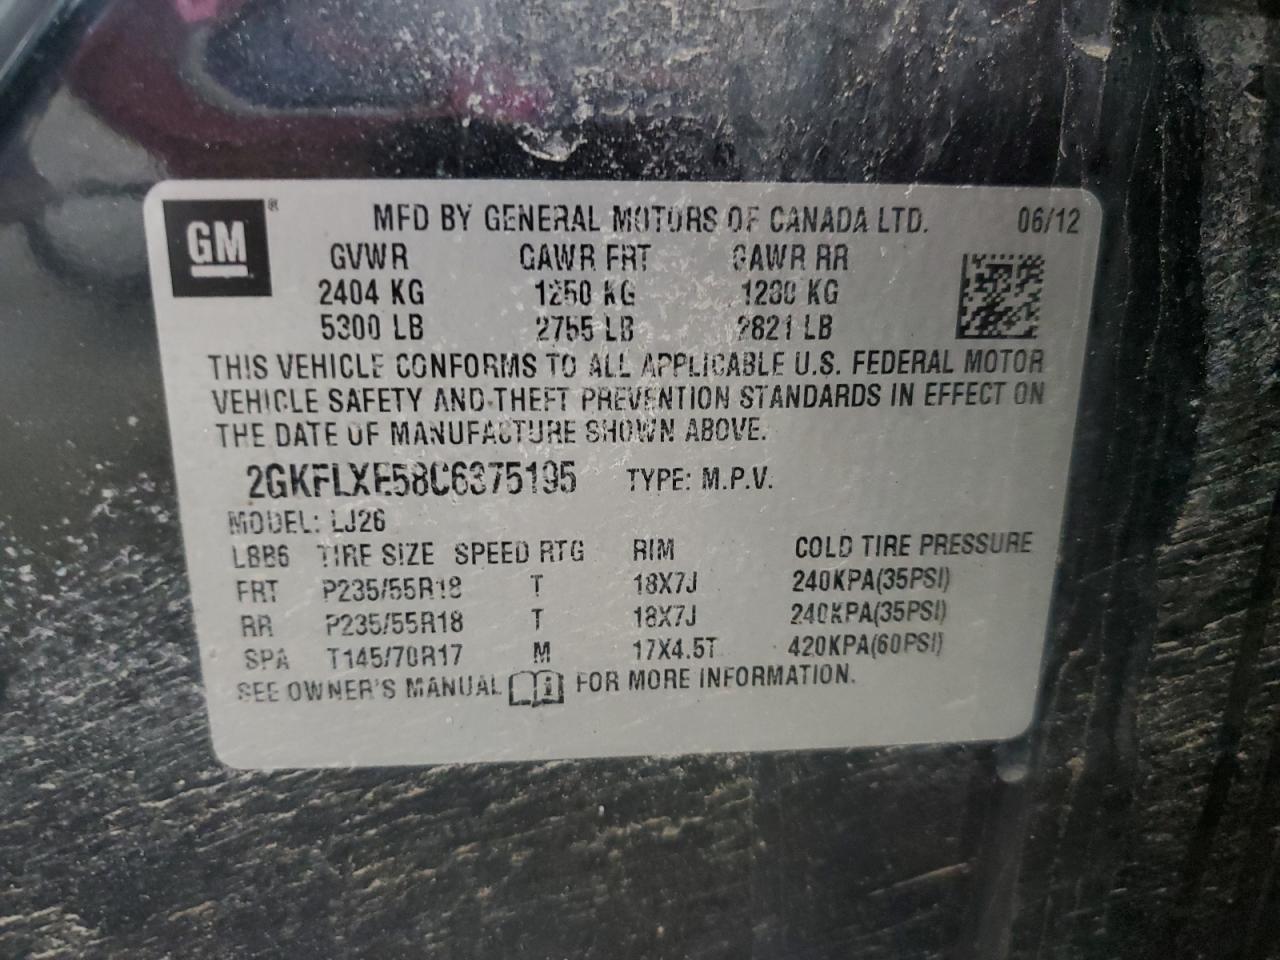 GM ®
MFD BY GENERAL MOTORS OF CANADA LTD. 06/12
GVWR GAWR FRT GAWR RR
2404 KG 1250 KG 1280 KG
5300 LB 2755 LB 2821 LB
THIS VEHICLE CONFORMS TO ALL APPLICABLE U.S. FEDERAL MOTOR
VEHICLE SAFETY AND THEFT PREVENTION STANDARDS IN EFFECT ON
THE DATE OF MANUFACTURE SHOWN ABOVE.
2GKFLXE58C6375195 TYPE: M.P.V.
MODEL: LJ26
L8B6 TIRE SIZE SPEED RTG RIM COLD TIRE PRESSURE
FRT P235/55R18 T 18X7J 240KPA(35PSI)
RR P235/55R18 T 18X7J 240KPA(35PSI)
SPA T145/70R17 M 17X4.5T 420KPA(60PSI)
SEE OWNER'S MANUAL FOR MORE INFORMATION.